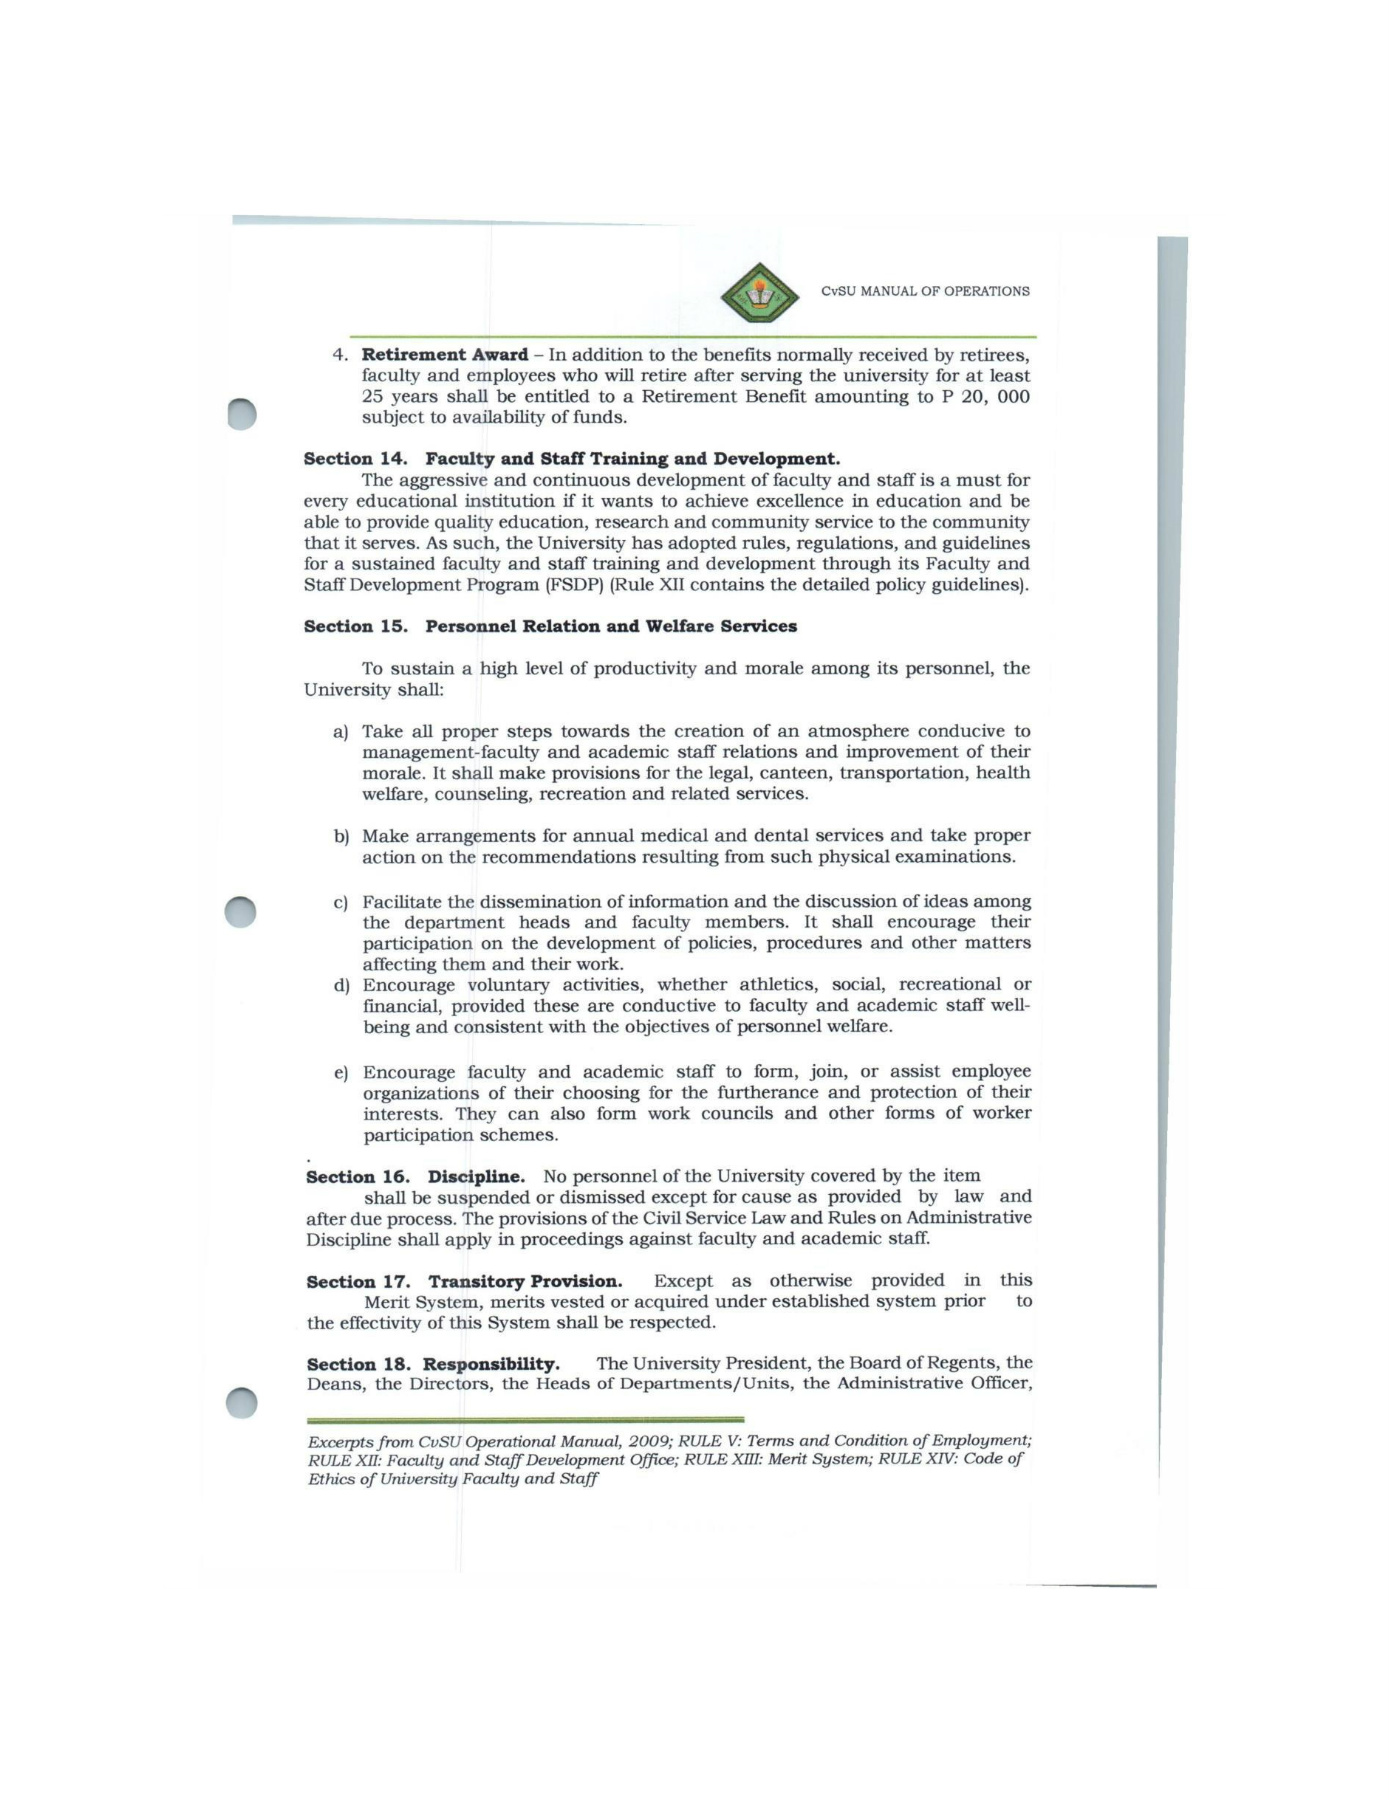 CvSU MANUAL OF OPERATIONS
4. Retirement Award – In addition to the benefits normally received by retirees,
faculty and employees who will retire after serving the university for at least
25 years shall be entitled to a Retirement Benefit amounting to P 20, 000
subject to availability of funds.
Section 14. Faculty and Staff Training and Development.
The aggressive and continuous development of faculty and staff is a must for
every educational institution if it wants to achieve excellence in education and be
able to provide quality education, research and community service to the community
that it serves. As such, the University has adopted rules, regulations, and guidelines
for a sustained faculty and staff training and development through its Faculty and
Staff Development Program (FSDP) (Rule XII contains the detailed policy guidelines).
Section 15. Personnel Relation and Welfare Services
To sustain a high level of productivity and morale among its personnel, the
University shall:
a) Take all proper steps towards the creation of an atmosphere conducive to
management-faculty and academic staff relations and improvement of their
morale. It shall make provisions for the legal, canteen, transportation, health
welfare, counseling, recreation and related services.
b) Make arrangements for annual medical and dental services and take proper
action on the recommendations resulting from such physical examinations.
c) Facilitate the dissemination of information and the discussion of ideas among
the department heads and faculty members. It shall encourage their
participation on the development of policies, procedures and other matters
affecting them and their work.
d) Encourage voluntary activities, whether athletics, social, recreational or
financial, provided these are conductive to faculty and academic staff well-
being and consistent with the objectives of personnel welfare.
e) Encourage faculty and academic staff to form, join, or assist employee
organizations of their choosing for the furtherance and protection of their
interests. They can also form work councils and other forms of worker
participation schemes.
Section 16. Discipline. No personnel of the University covered by the item
shall be suspended or dismissed except for cause as provided by law and
after due process. The provisions of the Civil Service Law and Rules on Administrative
Discipline shall apply in proceedings against faculty and academic staff.
Section 17. Transitory Provision. Except as otherwise provided in this
Merit System, merits vested or acquired under established system prior to
the effectivity of this System shall be respected.
Section 18. Responsibility. The University President, the Board of Regents, the
Deans, the Directors, the Heads of Departments/Units, the Administrative Officer,
Excerpts from CvSU Operational Manual, 2009; RULE V: Terms and Condition of Employment;
RULE XII: Faculty and Staff Development Office; RULE XIII: Merit System; RULE XIV: Code of
Ethics of University Faculty and Staff